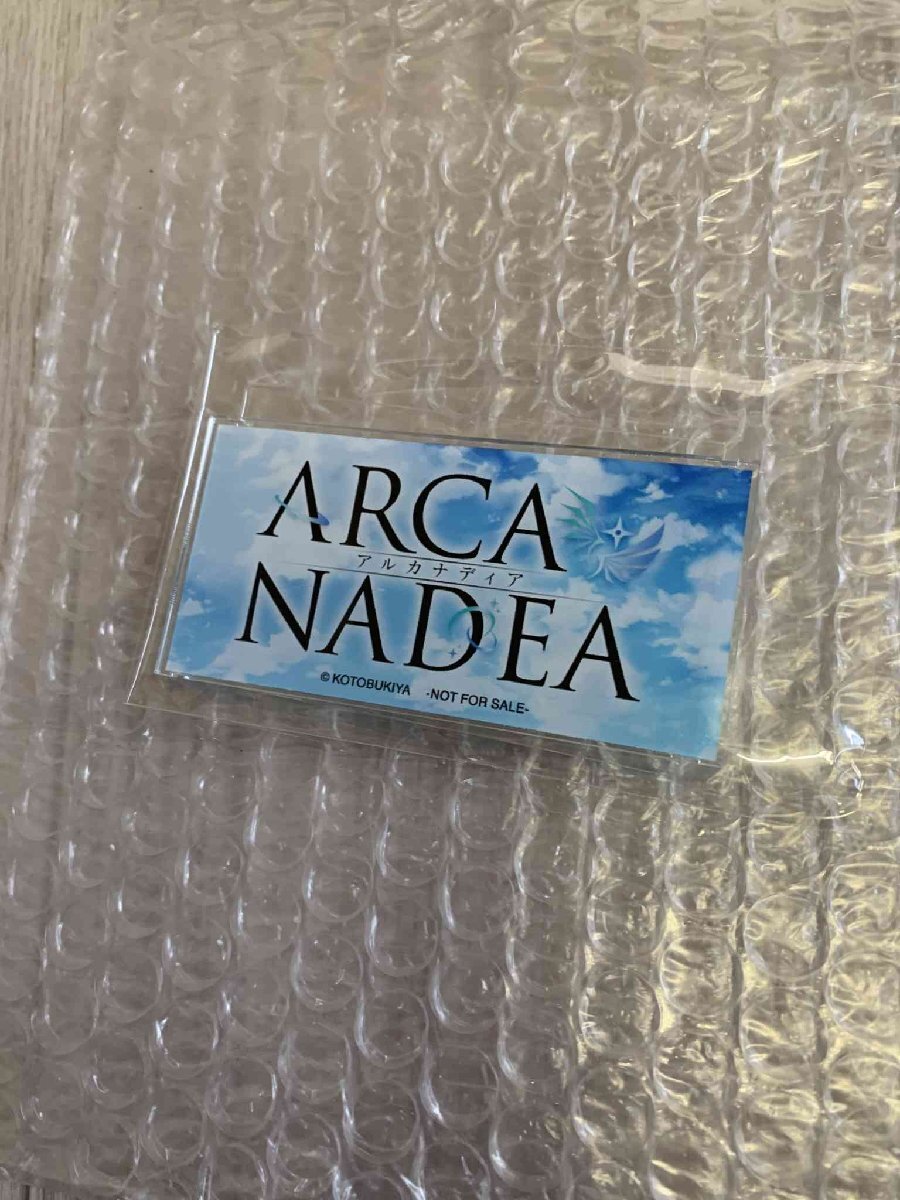 ARCA
アルカナディア
NADEA
© KOTOBUKIYA -NOT FOR SALE-